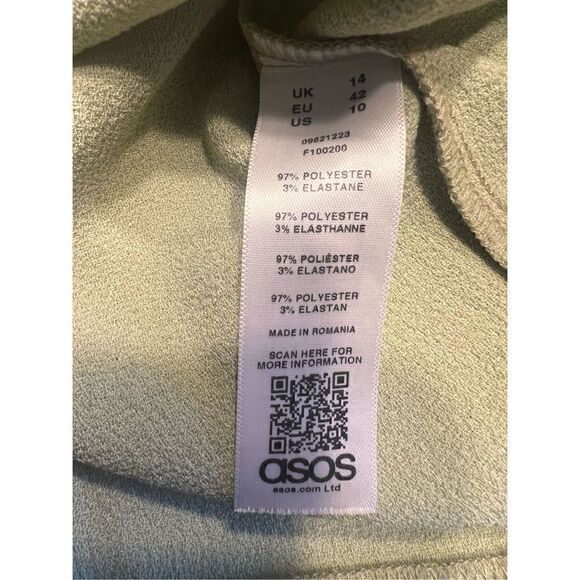 UK 14
EU 42
US 10
09621223
F100200
97% POLYESTER
3% ELASTANE
97% POLYESTER
3% ELASTHANNE
97% POLIÉSTER
3% ELASTANO
97% POLYESTER
3% ELASTAN
MADE IN ROMANIA
SCAN HERE FOR
MORE INFORMATION
asos
asos.com Ltd